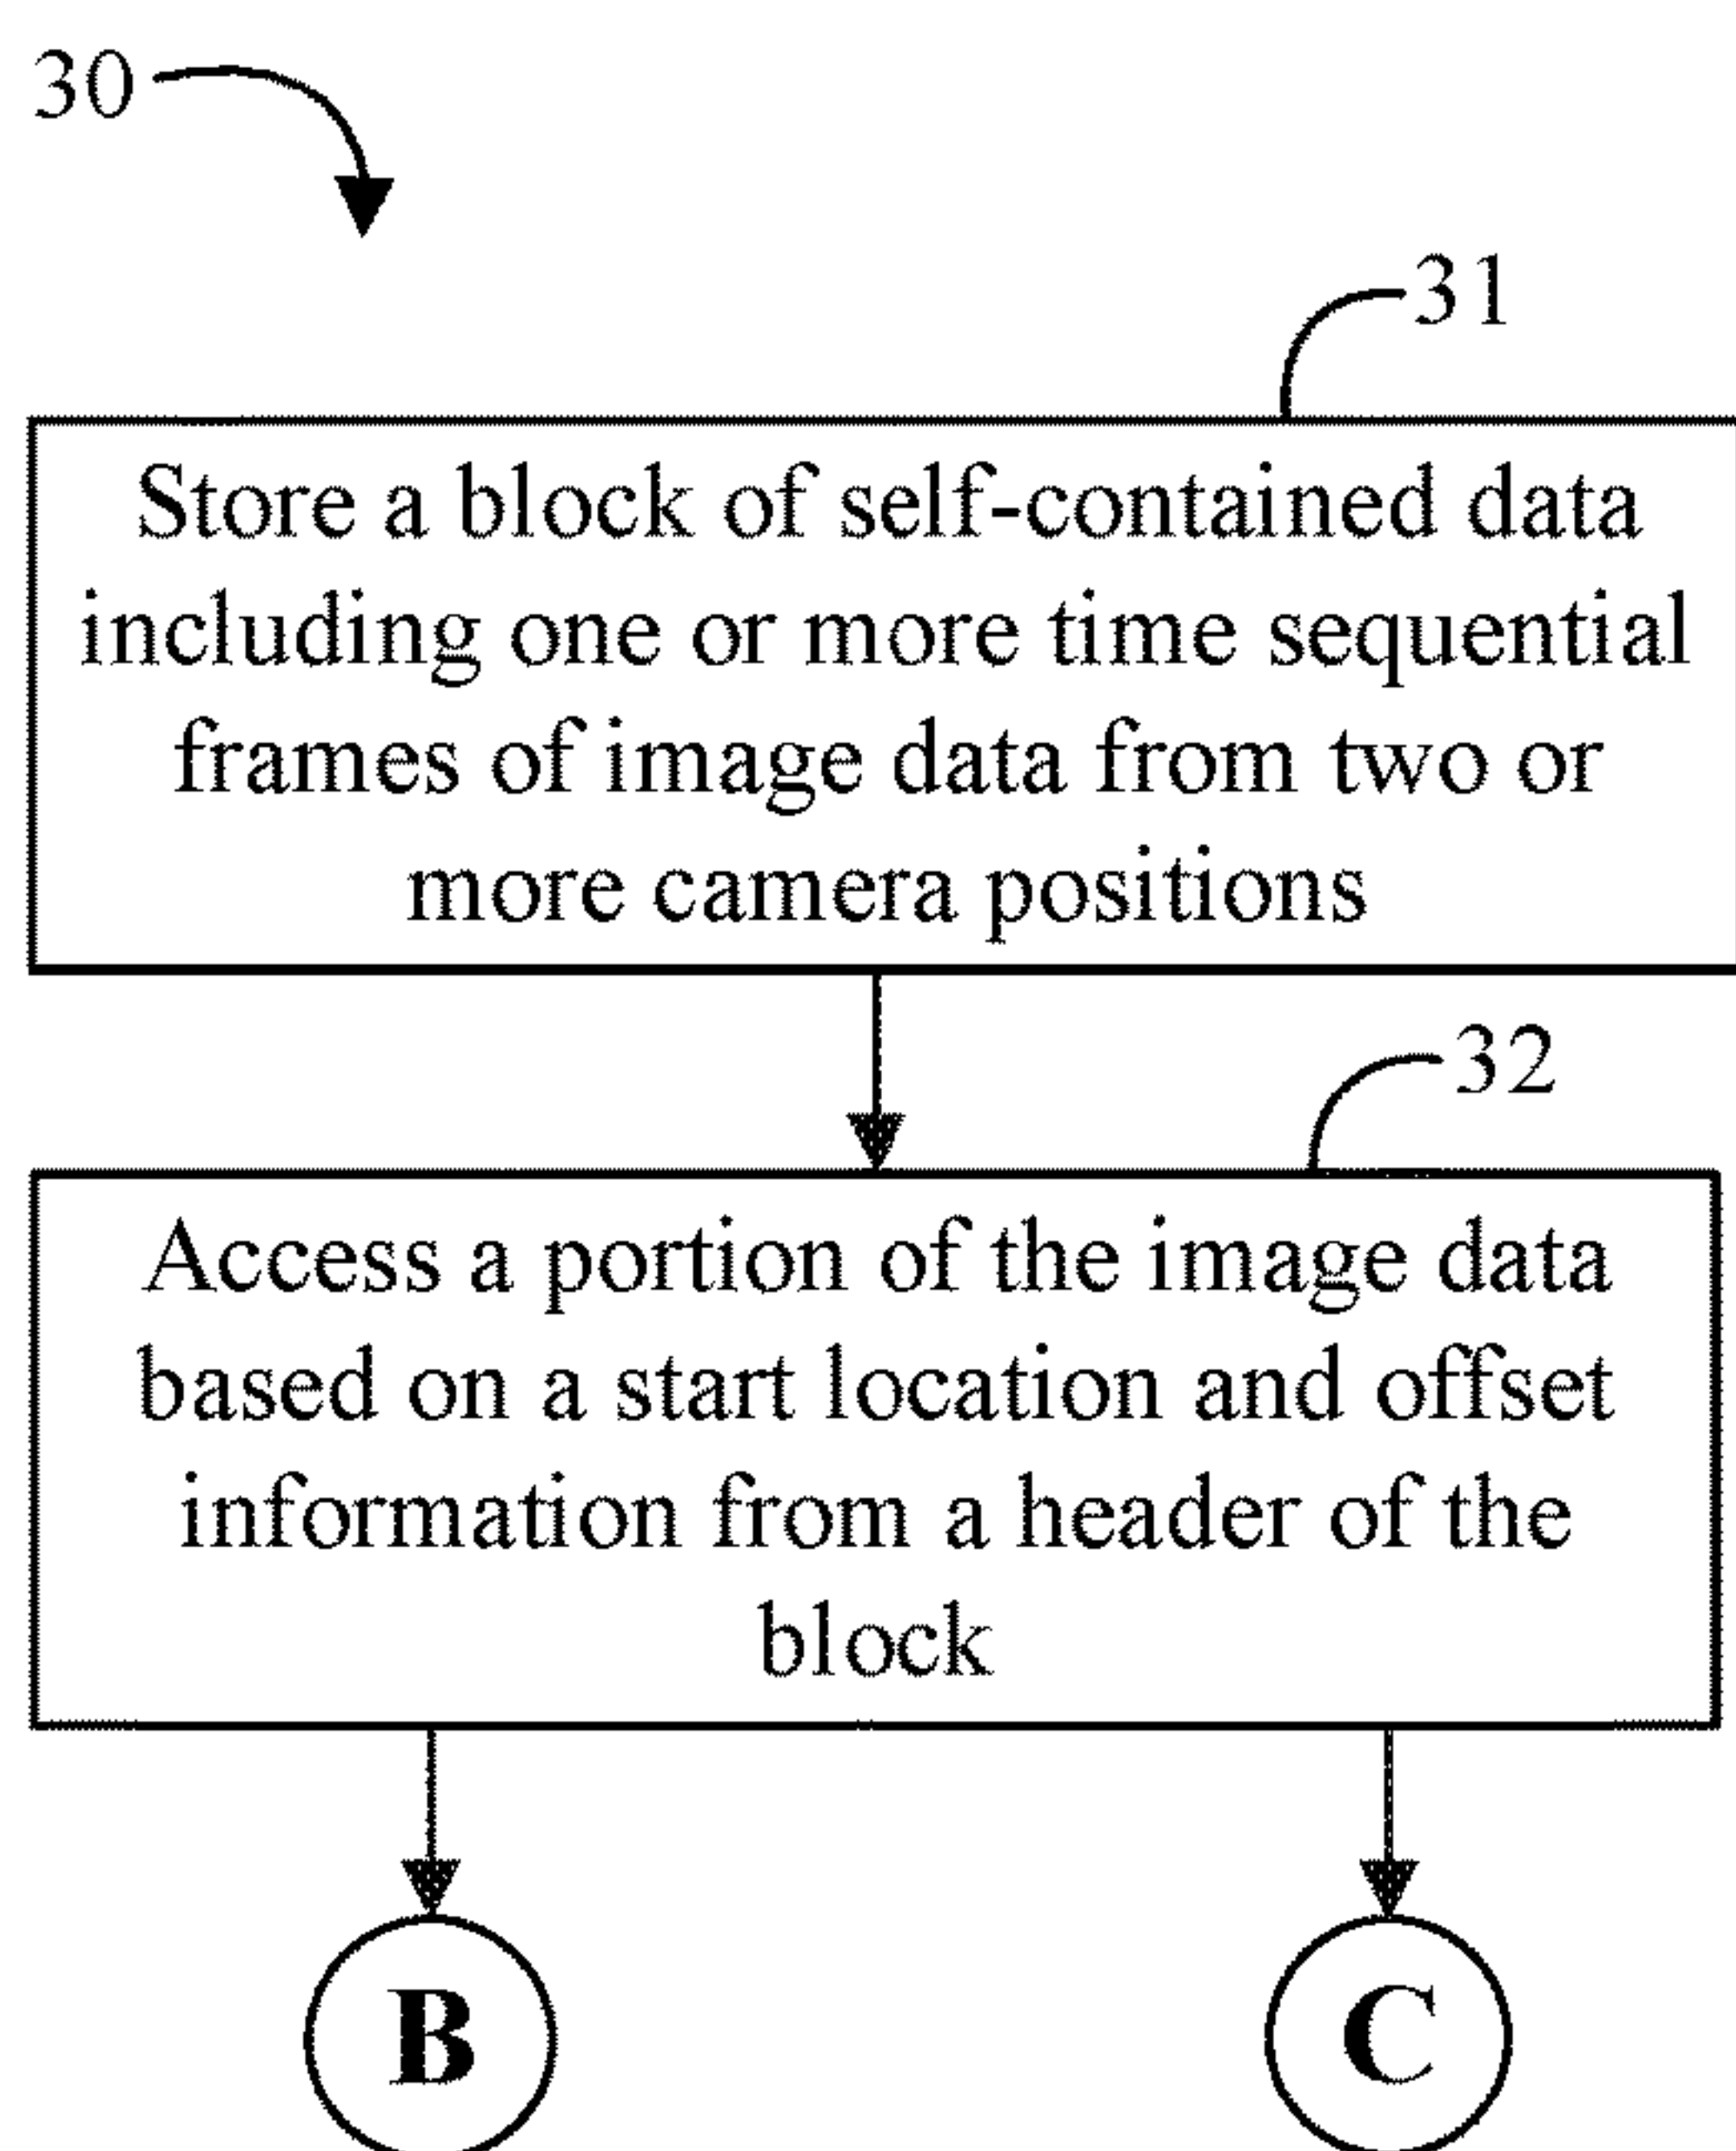 30
31
Store a block of self-contained data
including one or more time sequential
frames of image data from two or
more camera positions
32
Access a portion of the image data
based on a start location and offset
information from a header of the
block
B
C